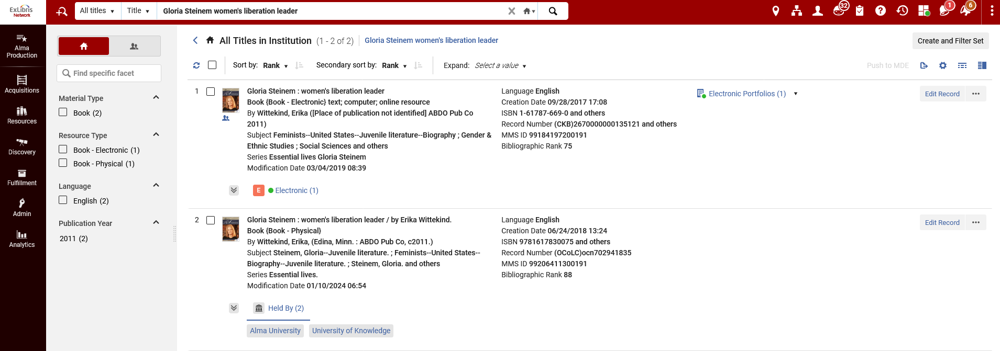 ExLibris
Network
All titles
Title
Gloria Steinem women's liberation leader
32
1
6
Alma
Production
Acquisitions
Resources
Discovery
Fulfillment
Admin
Analytics
Find specific facet
Material Type
Book (2)
Resource Type
Book - Electronic (1)
Book - Physical (1)
Language
English (2)
Publication Year
2011 (2)
All Titles in Institution (1 - 2 of 2) Gloria Steinem women's liberation leader
Create and Filter Set
Sort by: Rank Secondary sort by: Rank Expand: Select a value
Push to MDE
1
Gloria Steinem : women's liberation leader
Book {Book - Electronic} text; computer; online resource
By Wittekind, Erika ([Place of publication not identified] ABDO Pub Co
2011)
Subject Feminists--United States--Juvenile literature--Biography ; Gender &
Ethnic Studies ; Social Sciences and others
Series Essential lives Gloria Steinem
Modification Date 03/04/2019 08:39
Language English
Creation Date 09/28/2017 17:08
ISBN 1-61787-669-0 and others
Record Number (CKB)2670000000135121 and others
MMS ID 99184197200191
Bibliographic Rank 75
Electronic Portfolios (1)
Edit Record
E Electronic (1)
2
Gloria Steinem : women's liberation leader / by Erika Wittekind.
Book {Book - Physical}
By Wittekind, Erika, (Edina, Minn. : ABDO Pub Co, c2011.)
Subject Steinem, Gloria--Juvenile literature. ; Feminists--United States--
Biography--Juvenile literature. ; Steinem, Gloria. and others
Series Essential lives.
Modification Date 01/10/2024 06:54
Language English
Creation Date 06/24/2018 13:24
ISBN 9781617830075 and others
Record Number (OCoLC)ocn702941835
MMS ID 99206411300191
Bibliographic Rank 88
Edit Record
Held By (2)
Alma University
University of Knowledge